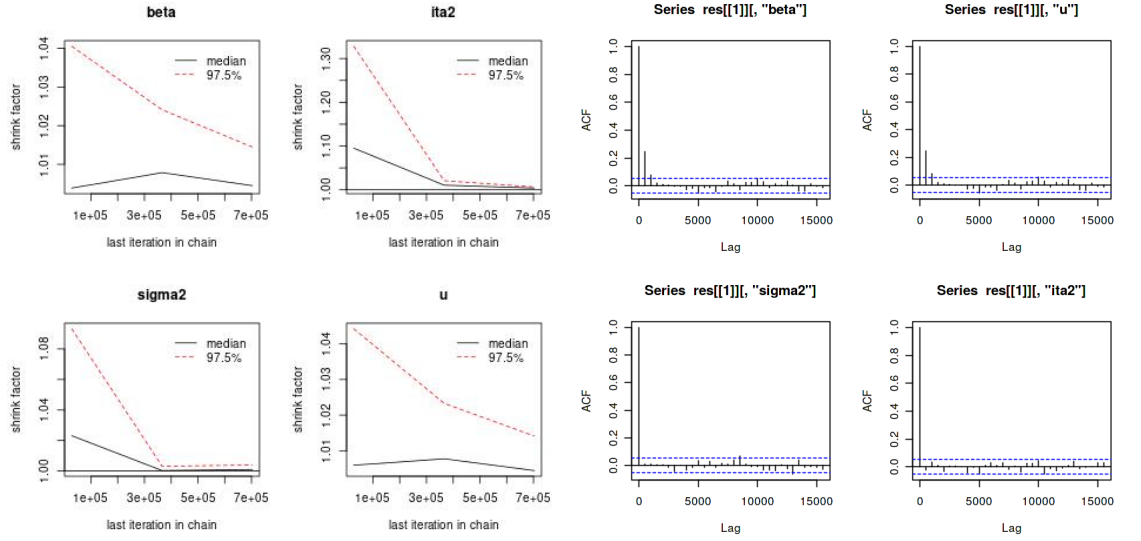 beta
shrink factor
1.01 1.02 1.03 1.04
median
97.5%
1e+05 3e+05 5e+05 7e+05
last iteration in chain
ita2
shrink factor
1.00 1.10 1.20 1.30
median
97.5%
1e+05 3e+05 5e+05 7e+05
last iteration in chain
Series res[[1]][, "beta"]
ACF
0.0 0.2 0.4 0.6 0.8 1.0
0 5000 10000 15000
Lag
Series res[[1]][, "u"]
ACF
0.0 0.2 0.4 0.6 0.8 1.0
0 5000 10000 15000
Lag
sigma2
shrink factor
1.00 1.04 1.08
median
97.5%
1e+05 3e+05 5e+05 7e+05
last iteration in chain
u
shrink factor
1.01 1.02 1.03 1.04
median
97.5%
1e+05 3e+05 5e+05 7e+05
last iteration in chain
Series res[[1]][, "sigma2"]
ACF
0.0 0.2 0.4 0.6 0.8 1.0
0 5000 10000 15000
Lag
Series res[[1]][, "ita2"]
ACF
0.0 0.2 0.4 0.6 0.8 1.0
0 5000 10000 15000
Lag